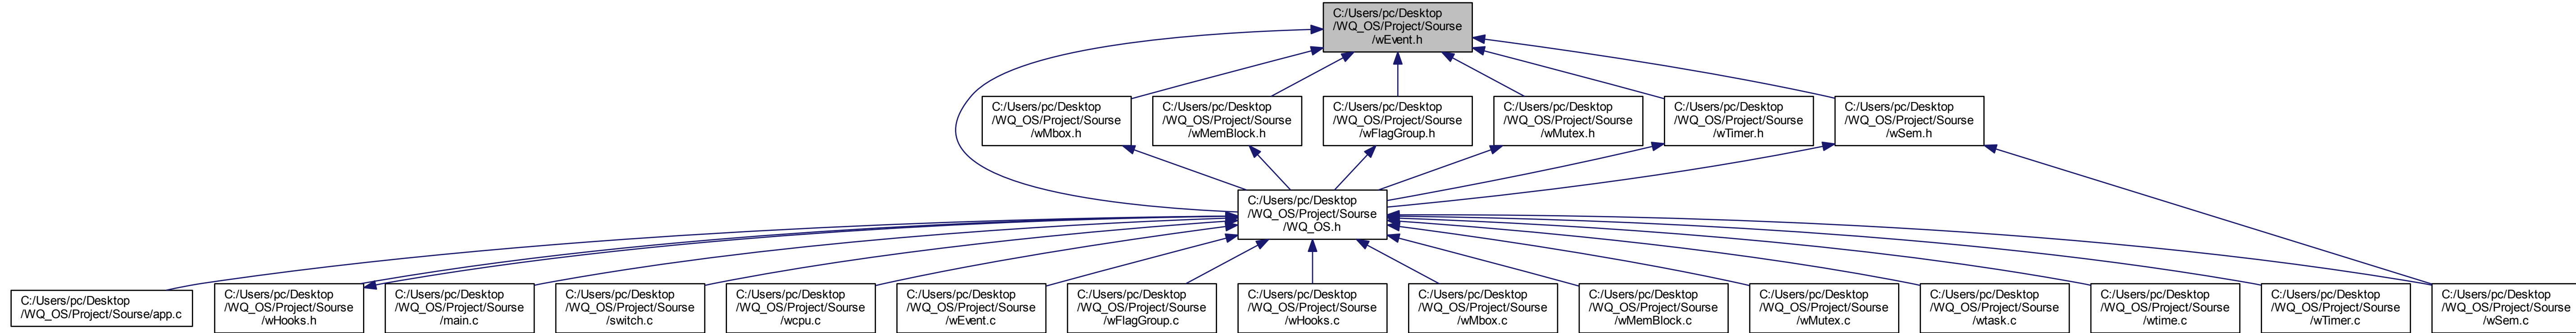 C:/Users/pc/Desktop
/WQ_OS/Project/Sourse
/wEvent.h
C:/Users/pc/Desktop
/WQ_OS/Project/Sourse
/wMbox.h
C:/Users/pc/Desktop
/WQ_OS/Project/Sourse
/wMemBlock.h
C:/Users/pc/Desktop
/WQ_OS/Project/Sourse
/wFlagGroup.h
C:/Users/pc/Desktop
/WQ_OS/Project/Sourse
/wMutex.h
C:/Users/pc/Desktop
/WQ_OS/Project/Sourse
/wTimer.h
C:/Users/pc/Desktop
/WQ_OS/Project/Sourse
/wSem.h
C:/Users/pc/Desktop
/WQ_OS/Project/Sourse
/WQ_OS.h
C:/Users/pc/Desktop
/WQ_OS/Project/Sourse/app.c
C:/Users/pc/Desktop
/WQ_OS/Project/Sourse
/wHooks.h
C:/Users/pc/Desktop
/WQ_OS/Project/Sourse
/main.c
C:/Users/pc/Desktop
/WQ_OS/Project/Sourse
/switch.c
C:/Users/pc/Desktop
/WQ_OS/Project/Sourse
/wcpu.c
C:/Users/pc/Desktop
/WQ_OS/Project/Sourse
/wEvent.c
C:/Users/pc/Desktop
/WQ_OS/Project/Sourse
/wFlagGroup.c
C:/Users/pc/Desktop
/WQ_OS/Project/Sourse
/wHooks.c
C:/Users/pc/Desktop
/WQ_OS/Project/Sourse
/wMbox.c
C:/Users/pc/Desktop
/WQ_OS/Project/Sourse
/wMemBlock.c
C:/Users/pc/Desktop
/WQ_OS/Project/Sourse
/wMutex.c
C:/Users/pc/Desktop
/WQ_OS/Project/Sourse
/wtask.c
C:/Users/pc/Desktop
/WQ_OS/Project/Sourse
/wtime.c
C:/Users/pc/Desktop
/WQ_OS/Project/Sourse
/wTimer.c
C:/Users/pc/Desktop
/WQ_OS/Project/Sourse
/wSem.c